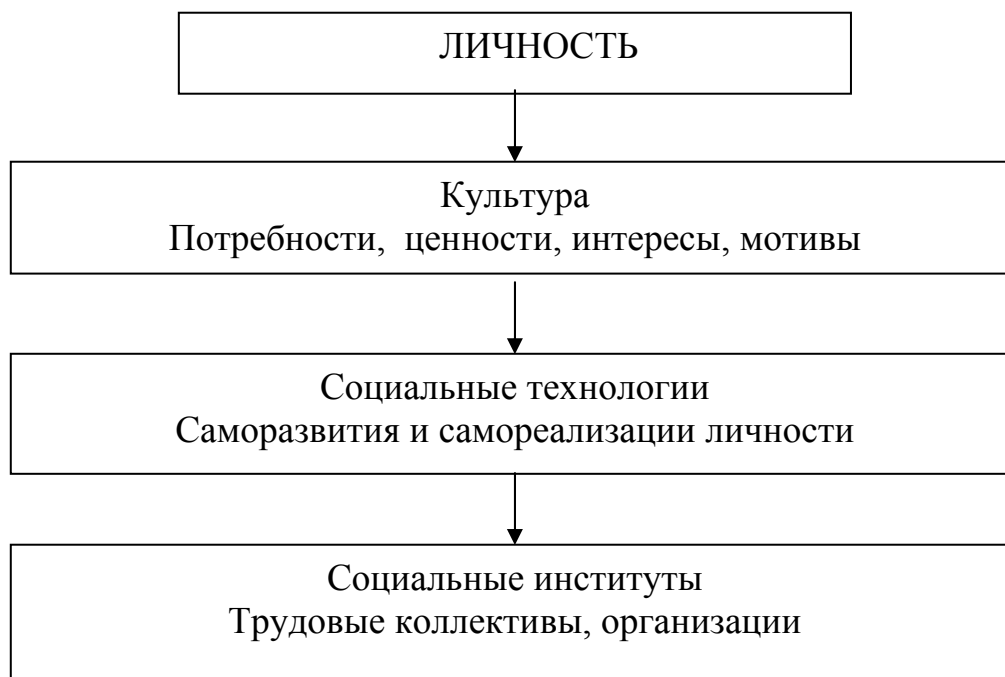 ЛИЧНОСТЬ
Культура
Потребности, ценности, интересы, мотивы
Социальные технологии
Саморазвития и самореализации личности
Социальные институты
Трудовые коллективы, организации